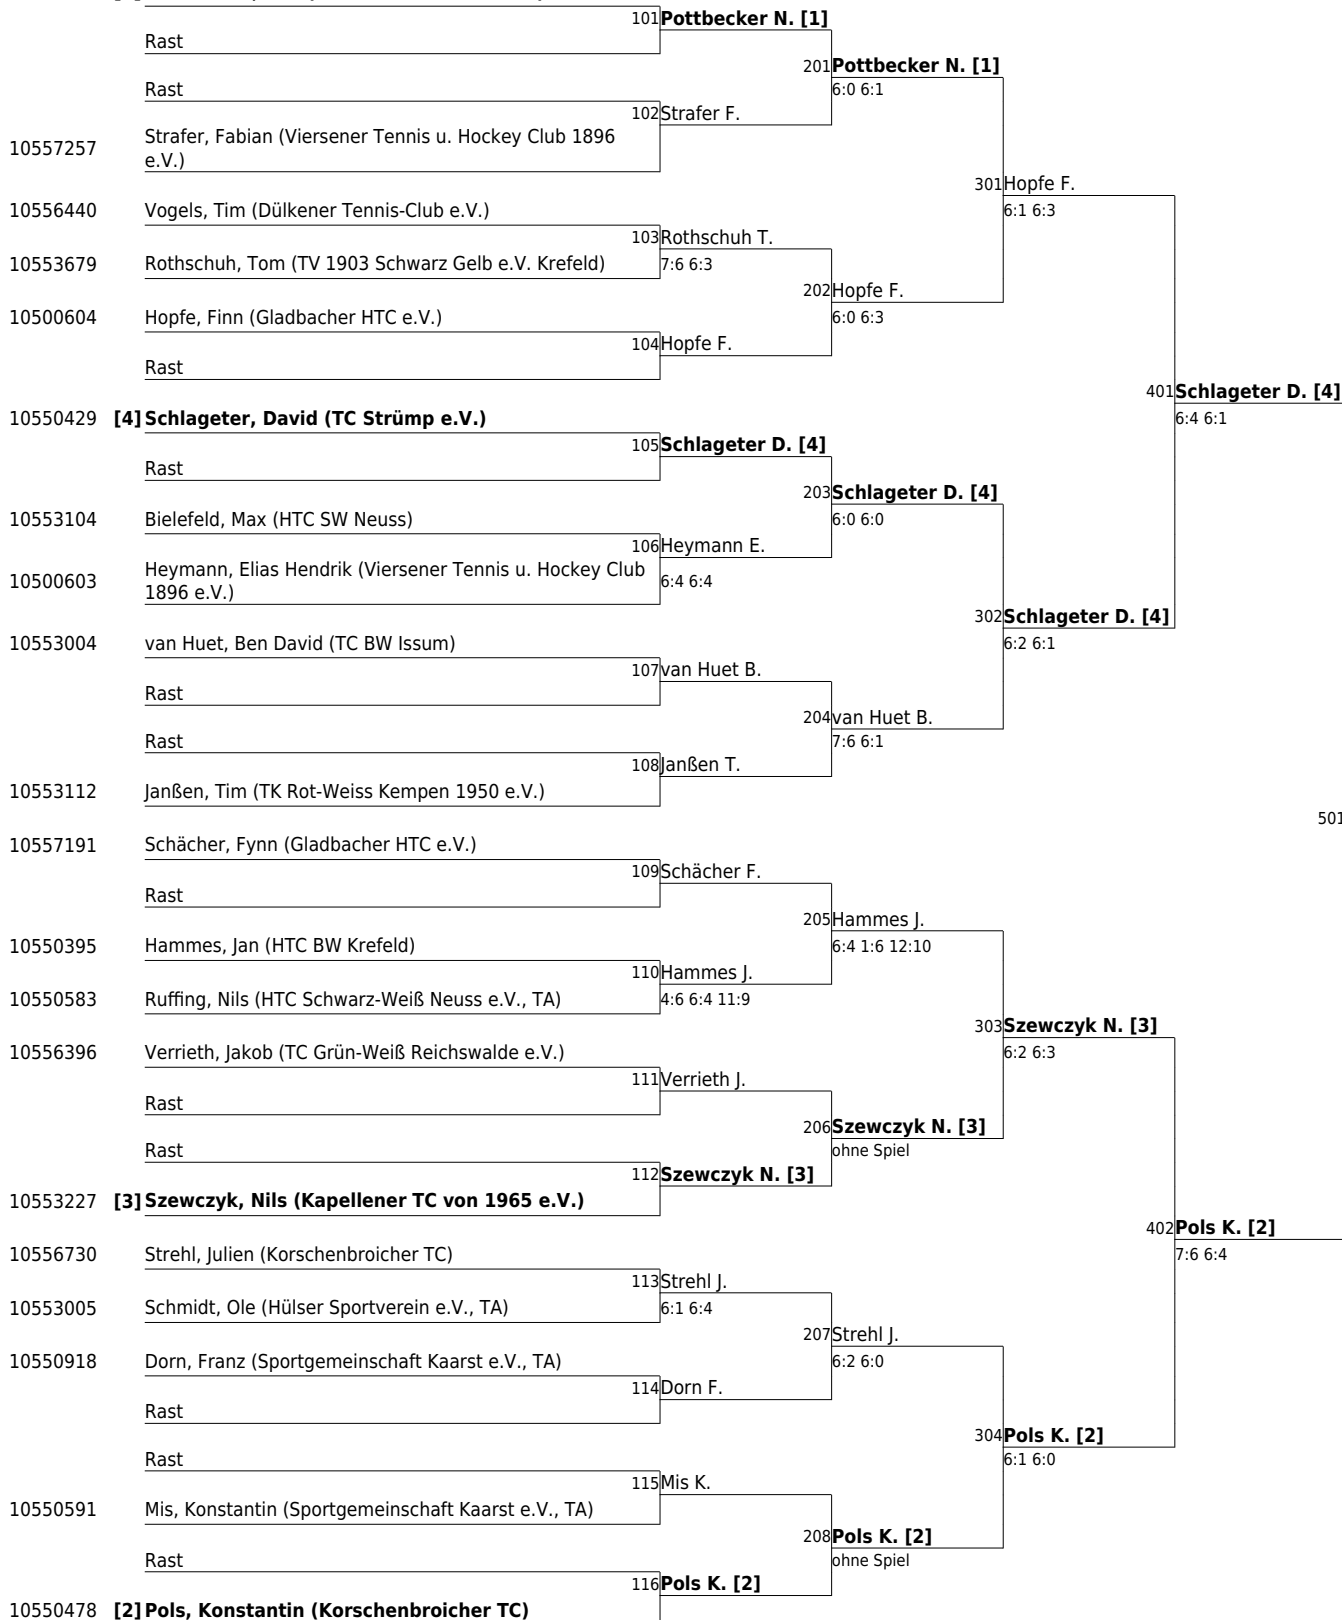 101 Pottbecker N. [1]
Rast
201 Pottbecker N. [1]
Rast
6:0 6:1
102 Strafer F.
10557257 Strafer, Fabian (Viersener Tennis u. Hockey Club 1896
e.V.)
301 Hopfe F.
10556440 Vogels, Tim (Dülkener Tennis-Club e.V.)
6:1 6:3
103 Rothschuh T.
10553679 Rothschuh, Tom (TV 1903 Schwarz Gelb e.V. Krefeld)
7:6 6:3
202 Hopfe F.
10500604 Hopfe, Finn (Gladbacher HTC e.V.)
6:0 6:3
104 Hopfe F.
Rast
401 Schlageter D. [4]
10550429 [4] Schlageter, David (TC Strümp e.V.)
6:4 6:1
105 Schlageter D. [4]
Rast
203 Schlageter D. [4]
10553104 Bielefeld, Max (HTC SW Neuss)
6:0 6:0
106 Heymann E.
10500603 Heymann, Elias Hendrik (Viersener Tennis u. Hockey Club
1896 e.V.)
6:4 6:4
302 Schlageter D. [4]
10553004 van Huet, Ben David (TC BW Issum)
6:2 6:1
107 van Huet B.
Rast
204 van Huet B.
Rast
7:6 6:1
108 Janßen T.
10553112 Janßen, Tim (TK Rot-Weiss Kempen 1950 e.V.)
501
10557191 Schächer, Fynn (Gladbacher HTC e.V.)
109 Schächer F.
Rast
205 Hammes J.
10550395 Hammes, Jan (HTC BW Krefeld)
6:4 1:6 12:10
110 Hammes J.
10550583 Ruffing, Nils (HTC Schwarz-Weiß Neuss e.V., TA)
4:6 6:4 11:9
303 Szewczyk N. [3]
10556396 Verrieth, Jakob (TC Grün-Weiß Reichswalde e.V.)
6:2 6:3
111 Verrieth J.
Rast
206 Szewczyk N. [3]
Rast
ohne Spiel
112 Szewczyk N. [3]
10553227 [3] Szewczyk, Nils (Kapellener TC von 1965 e.V.)
402 Pols K. [2]
10556730 Strehl, Julien (Korschenbroicher TC)
7:6 6:4
113 Strehl J.
10553005 Schmidt, Ole (Hülser Sportverein e.V., TA)
6:1 6:4
207 Strehl J.
10550918 Dorn, Franz (Sportgemeinschaft Kaarst e.V., TA)
6:2 6:0
114 Dorn F.
Rast
304 Pols K. [2]
Rast
6:1 6:0
115 Mis K.
10550591 Mis, Konstantin (Sportgemeinschaft Kaarst e.V., TA)
208 Pols K. [2]
Rast
ohne Spiel
116 Pols K. [2]
10550478 [2] Pols, Konstantin (Korschenbroicher TC)